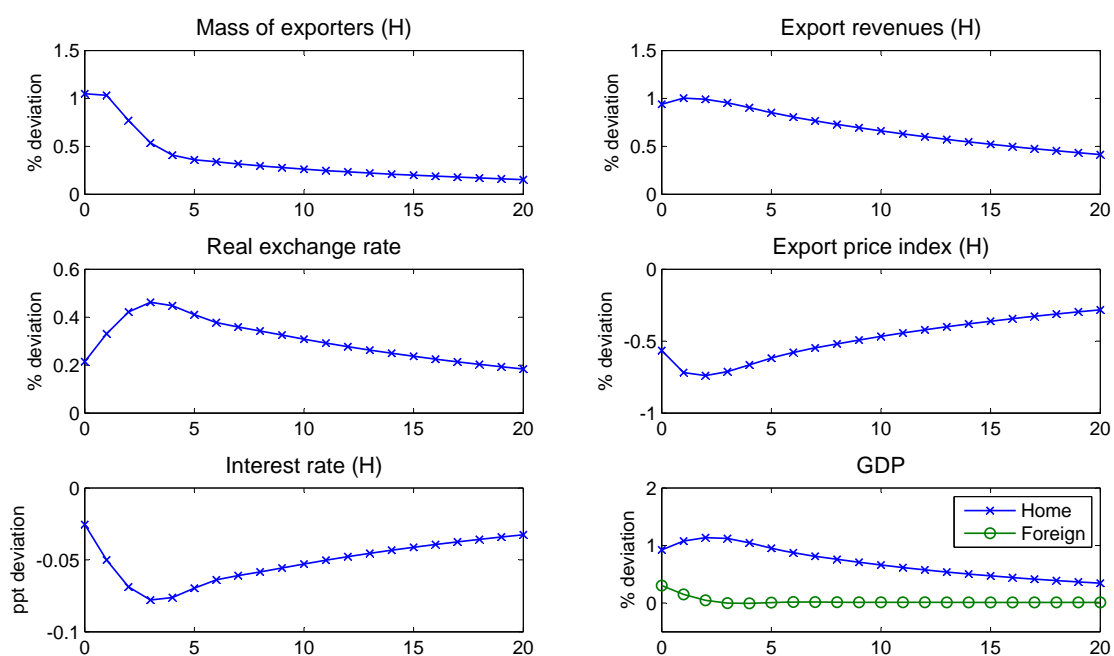 Mass of exporters (H)
1.5
1
0.5
0
% deviation
0 5 10 15 20
Export revenues (H)
1.5
1
0.5
0
% deviation
0 5 10 15 20
Real exchange rate
0.6
0.4
0.2
0
% deviation
0 5 10 15 20
Export price index (H)
0
-0.5
-1
% deviation
0 5 10 15 20
Interest rate (H)
0
-0.05
-0.1
ppt deviation
0 5 10 15 20
GDP
2
1
0
% deviation
Home
Foreign
0 5 10 15 20